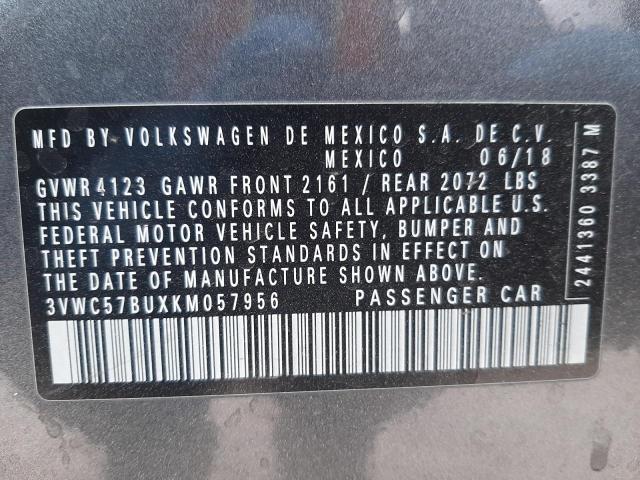 MFD BY VOLKSWAGEN DE MEXICO S.A. DE C.V.
MEXICO 06/18
GVWR 4123 GAWR FRONT 2161 / REAR 2072 LBS
THIS VEHICLE CONFORMS TO ALL APPLICABLE U.S.
FEDERAL MOTOR VEHICLE SAFETY, BUMPER AND
THEFT PREVENTION STANDARDS IN EFFECT ON
THE DATE OF MANUFACTURE SHOWN ABOVE.
3VWC57BUXKM057956 PASSENGER CAR
2441360 3387 M